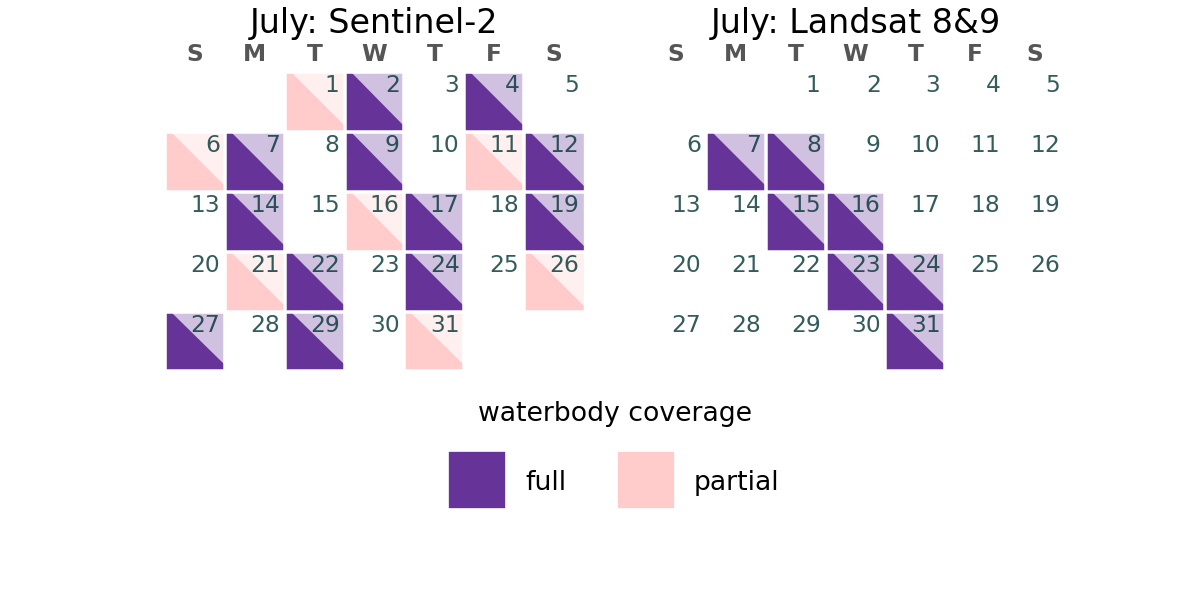 July: Sentinel-2
S M T W T F S
1 2 3 4 5
6 7 8 9 10 11 12
13 14 15 16 17 18 19
20 21 22 23 24 25 26
27 28 29 30 31
July: Landsat 8&9
S M T W T F S
1 2 3 4 5
6 7 8 9 10 11 12
13 14 15 16 17 18 19
20 21 22 23 24 25 26
27 28 29 30 31
waterbody coverage
full partial